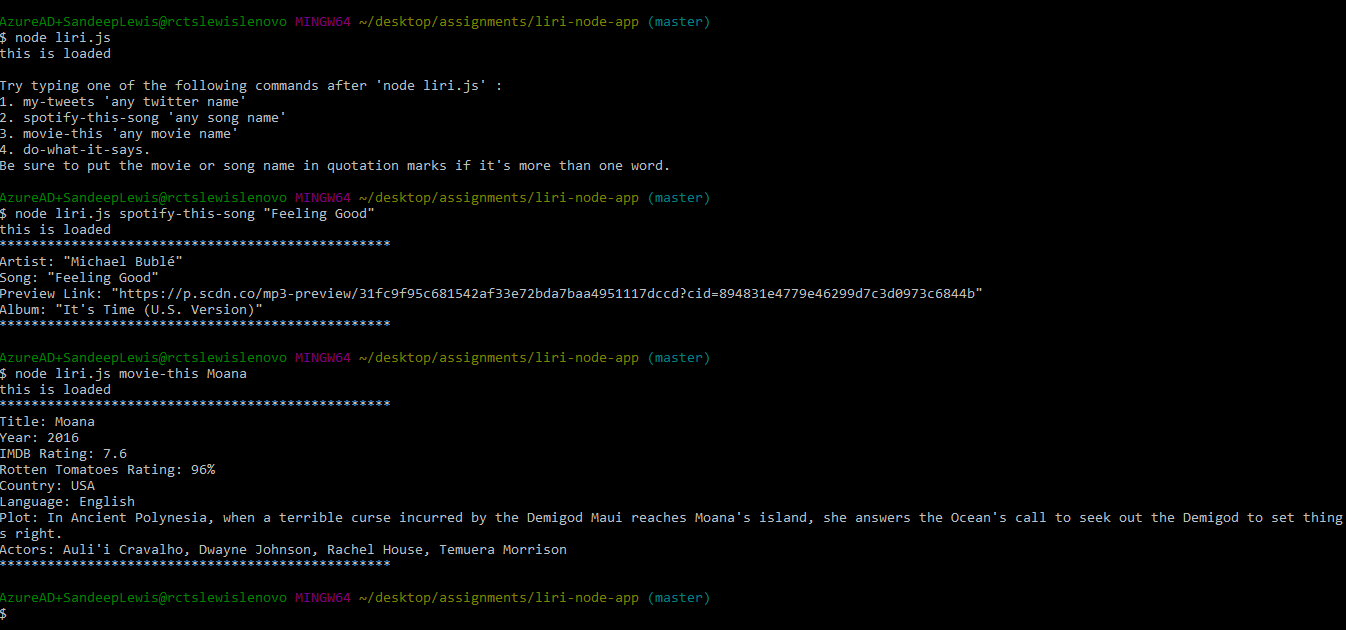 AzureAD+SandeepLewis@rctslewislenovo MINGW64 ~/desktop/assignments/liri-node-app (master)
$ node liri.js
this is loaded
Try typing one of the following commands after 'node liri.js' :
1. my-tweets 'any twitter name'
2. spotify-this-song 'any song name'
3. movie-this 'any movie name'
4. do-what-it-says.
Be sure to put the movie or song name in quotation marks if it's more than one word.
AzureAD+SandeepLewis@rctslewislenovo MINGW64 ~/desktop/assignments/liri-node-app (master)
$ node liri.js spotify-this-song "Feeling Good"
this is loaded
*************************************************
Artist: "Michael Bublé"
Song: "Feeling Good"
Preview Link: "https://p.scdn.co/mp3-preview/31fc9f95c681542af33e72bda7baa4951117dccd?cid=894831e4779e46299d7c3d0973c6844b"
Album: "It's Time (U.S. Version)"
*************************************************
AzureAD+SandeepLewis@rctslewislenovo MINGW64 ~/desktop/assignments/liri-node-app (master)
$ node liri.js movie-this Moana
this is loaded
*************************************************
Title: Moana
Year: 2016
IMDB Rating: 7.6
Rotten Tomatoes Rating: 96%
Country: USA
Language: English
Plot: In Ancient Polynesia, when a terrible curse incurred by the Demigod Maui reaches Moana's island, she answers the Ocean's call to seek out the Demigod to set thing
s right.
Actors: Auli'i Cravalho, Dwayne Johnson, Rachel House, Temuera Morrison
*************************************************
AzureAD+SandeepLewis@rctslewislenovo MINGW64 ~/desktop/assignments/liri-node-app (master)
$